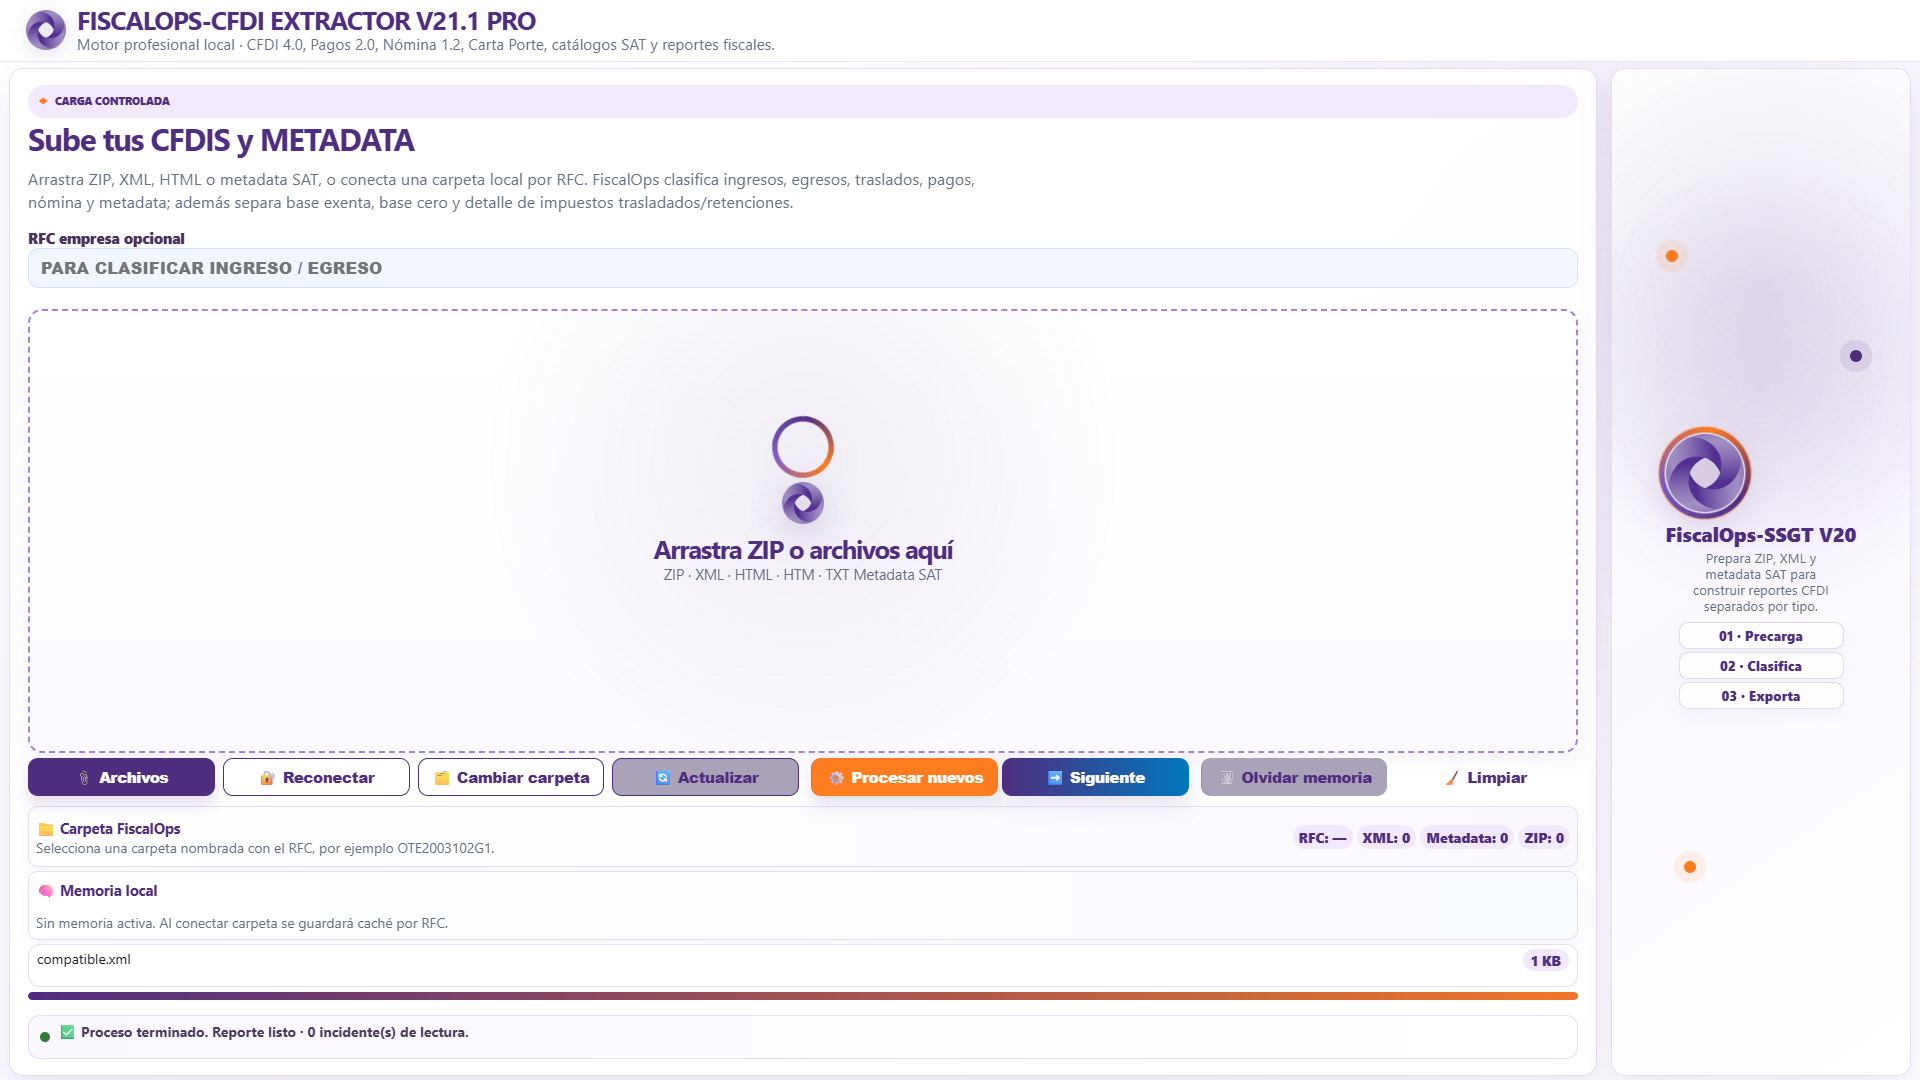 FISCALOPS-CFDI EXTRACTOR V21.1 PRO
Motor profesional local · CFDI 4.0, Pagos 2.0, Nómina 1.2, Carta Porte, catálogos SAT y reportes fiscales.
CARGA CONTROLADA
Sube tus CFDIS y METADATA
Arrastra ZIP, XML, HTML o metadata SAT, o conecta una carpeta local por RFC. FiscalOps clasifica ingresos, egresos, traslados, pagos,
nómina y metadata; además separa base exenta, base cero y detalle de impuestos trasladados/retenciones.
RFC empresa opcional
PARA CLASIFICAR INGRESO / EGRESO
Arrastra ZIP o archivos aquí
ZIP · XML · HTML · HTM · TXT Metadata SAT
Archivos
Reconectar
Cambiar carpeta
Actualizar
Procesar nuevos
Siguiente
Olvidar memoria
Limpiar
Carpeta FiscalOps
Selecciona una carpeta nombrada con el RFC, por ejemplo OTE2003102G1.
RFC: —
XML: 0
Metadata: 0
ZIP: 0
Memoria local
Sin memoria activa. Al conectar carpeta se guardará caché por RFC.
compatible.xml
1 KB
Proceso terminado. Reporte listo · 0 incidente(s) de lectura.
FiscalOps-SSGT V20
Prepara ZIP, XML y
metadata SAT para
construir reportes CFDI
separados por tipo.
01 · Precarga
02 · Clasifica
03 · Exporta